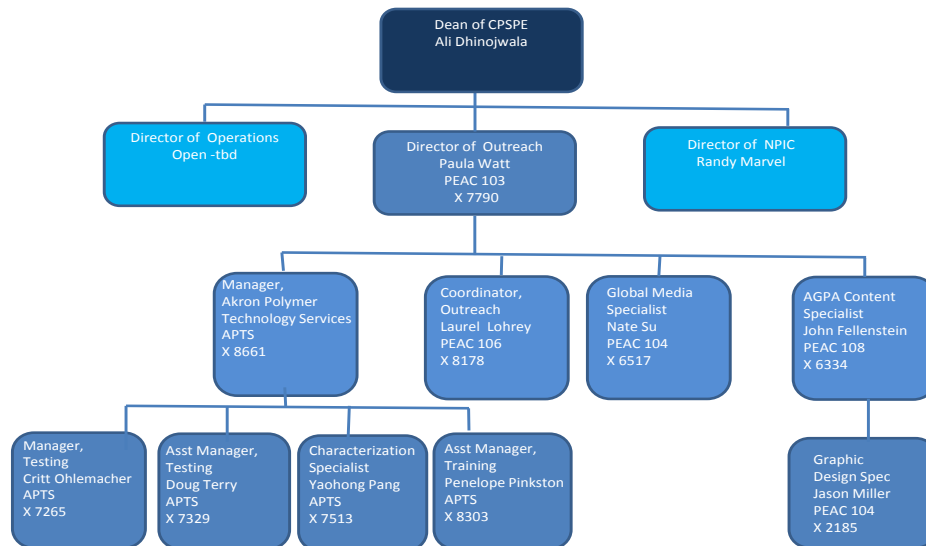 Dean of CPSPE
Ali Dhinojwala
Director of Operations
Open -tbd
Director of Outreach
Paula Watt
PEAC 103
X 7790
Director of NPIC
Randy Marvel
Manager,
Akron Polymer
Technology Services
APTS
X 8661
Coordinator,
Outreach
Laurel Lohrey
PEAC 106
X 8178
Global Media
Specialist
Nate Su
PEAC 104
X 6517
AGPA Content
Specialist
John Fellenstein
PEAC 108
X 6334
Manager,
Testing
Critt Ohlemacher
APTS
X 7265
Asst Manager,
Testing
Doug Terry
APTS
X 7329
Characterization
Specialist
Yaohong Pang
APTS
X 7513
Asst Manager,
Training
Penelope Pinkston
APTS
X 8303
Graphic
Design Spec
Jason Miller
PEAC 104
X 2185